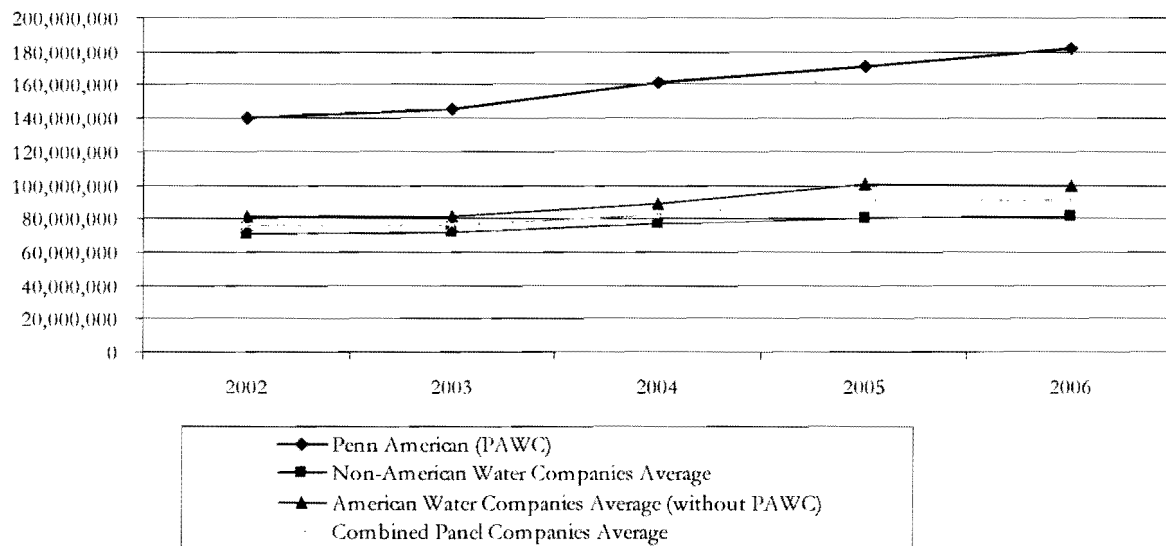 200,000,000
180,000,000
160,000,000
140,000,000
120,000,000
100,000,000
80,000,000
60,000,000
40,000,000
20,000,000
0
2002 2003 2004 2005 2006
Penn American (PAWC)
Non-American Water Companies Average
American Water Companies Average (without PAWC)
Combined Panel Companies Average